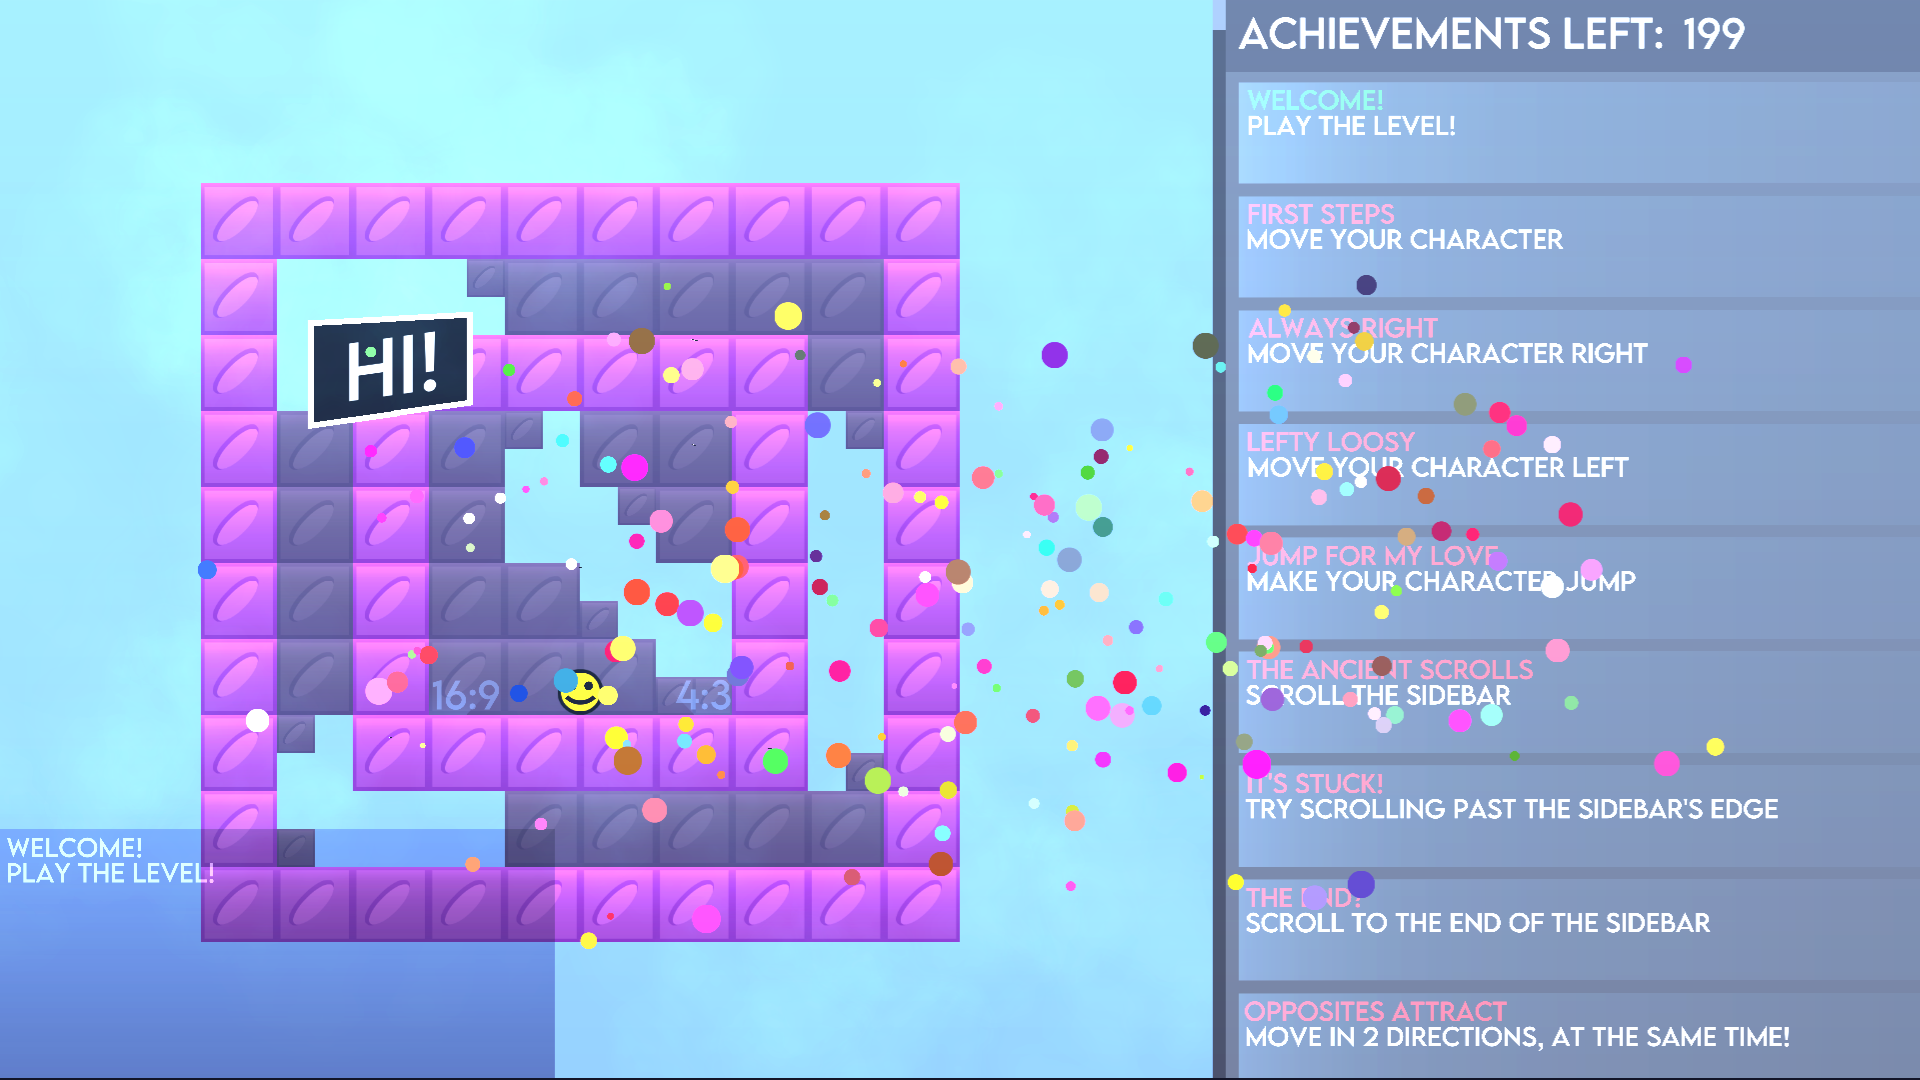 HI!
16:9
4:3
WELCOME!
PLAY THE LEVEL!
ACHIEVEMENTS LEFT: 199
WELCOME!
PLAY THE LEVEL!
FIRST STEPS
MOVE YOUR CHARACTER
ALWAYS RIGHT
MOVE YOUR CHARACTER RIGHT
LEFTY LOOSY
MOVE YOUR CHARACTER LEFT
JUMP FOR MY LOVE
MAKE YOUR CHARACTER JUMP
THE ANCIENT SCROLLS
SCROLL THE SIDEBAR
IT'S STUCK!
TRY SCROLLING PAST THE SIDEBAR'S EDGE
THE END!
SCROLL TO THE END OF THE SIDEBAR
OPPOSITES ATTRACT
MOVE IN 2 DIRECTIONS, AT THE SAME TIME!